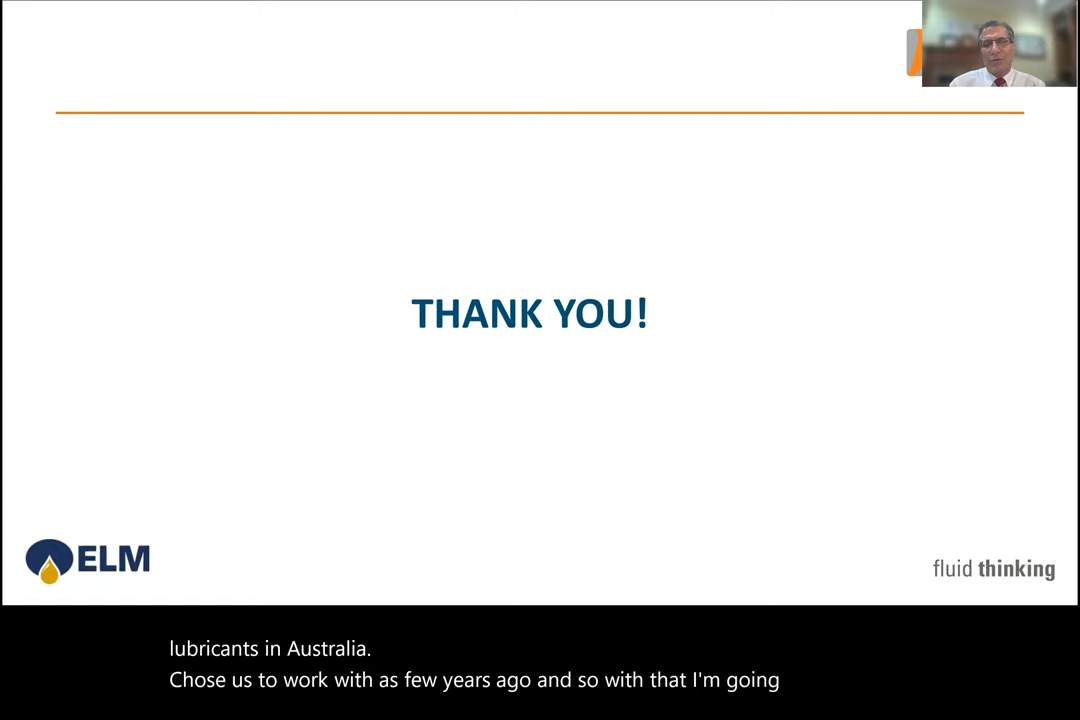 THANK YOU!
ELM
fluid thinking
lubricants in Australia.
Chose us to work with as few years ago and so with that I'm going